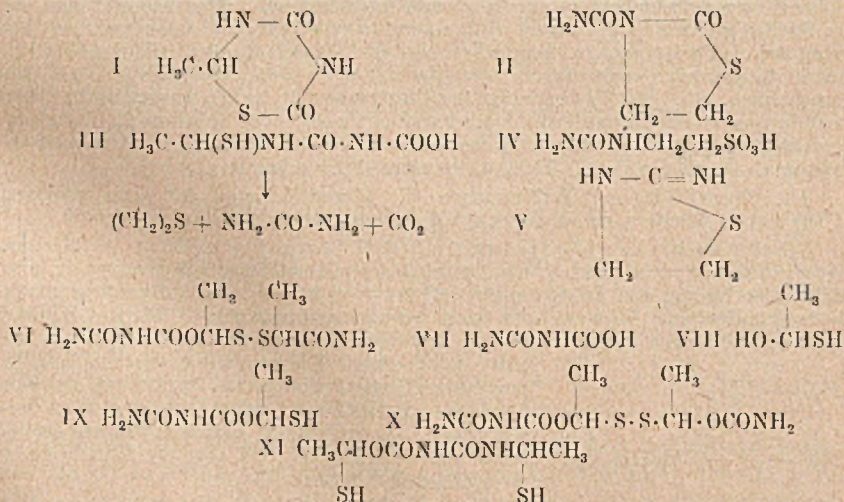 HN — CO
H₂NCON — CO
I H₃C·CH NH
II S
S — CO
CH₂ — CH₂
III H₃C·CH(SH)NH·CO·NH·COOH
IV H₂NCONHCH₂CH₂SO₃H
HN — C = NH
↓
(CH₂)₂S + NH₂·CO·NH₂ + CO₂
V S
CH₂ CH₂
CH₃ CH₃
VI H₂NCONHCOOCHS·SCHCONH₂
VII H₂NCONHCOOH
CH₃
VIII HO·CHSH
CH₃
IX H₂NCONHCOOCHSH
CH₃ CH₃
X H₂NCONHCOOCH·S·S·CH·OCONH₂
XI CH₃CHOCONHCONHCHCH₃
SH SH